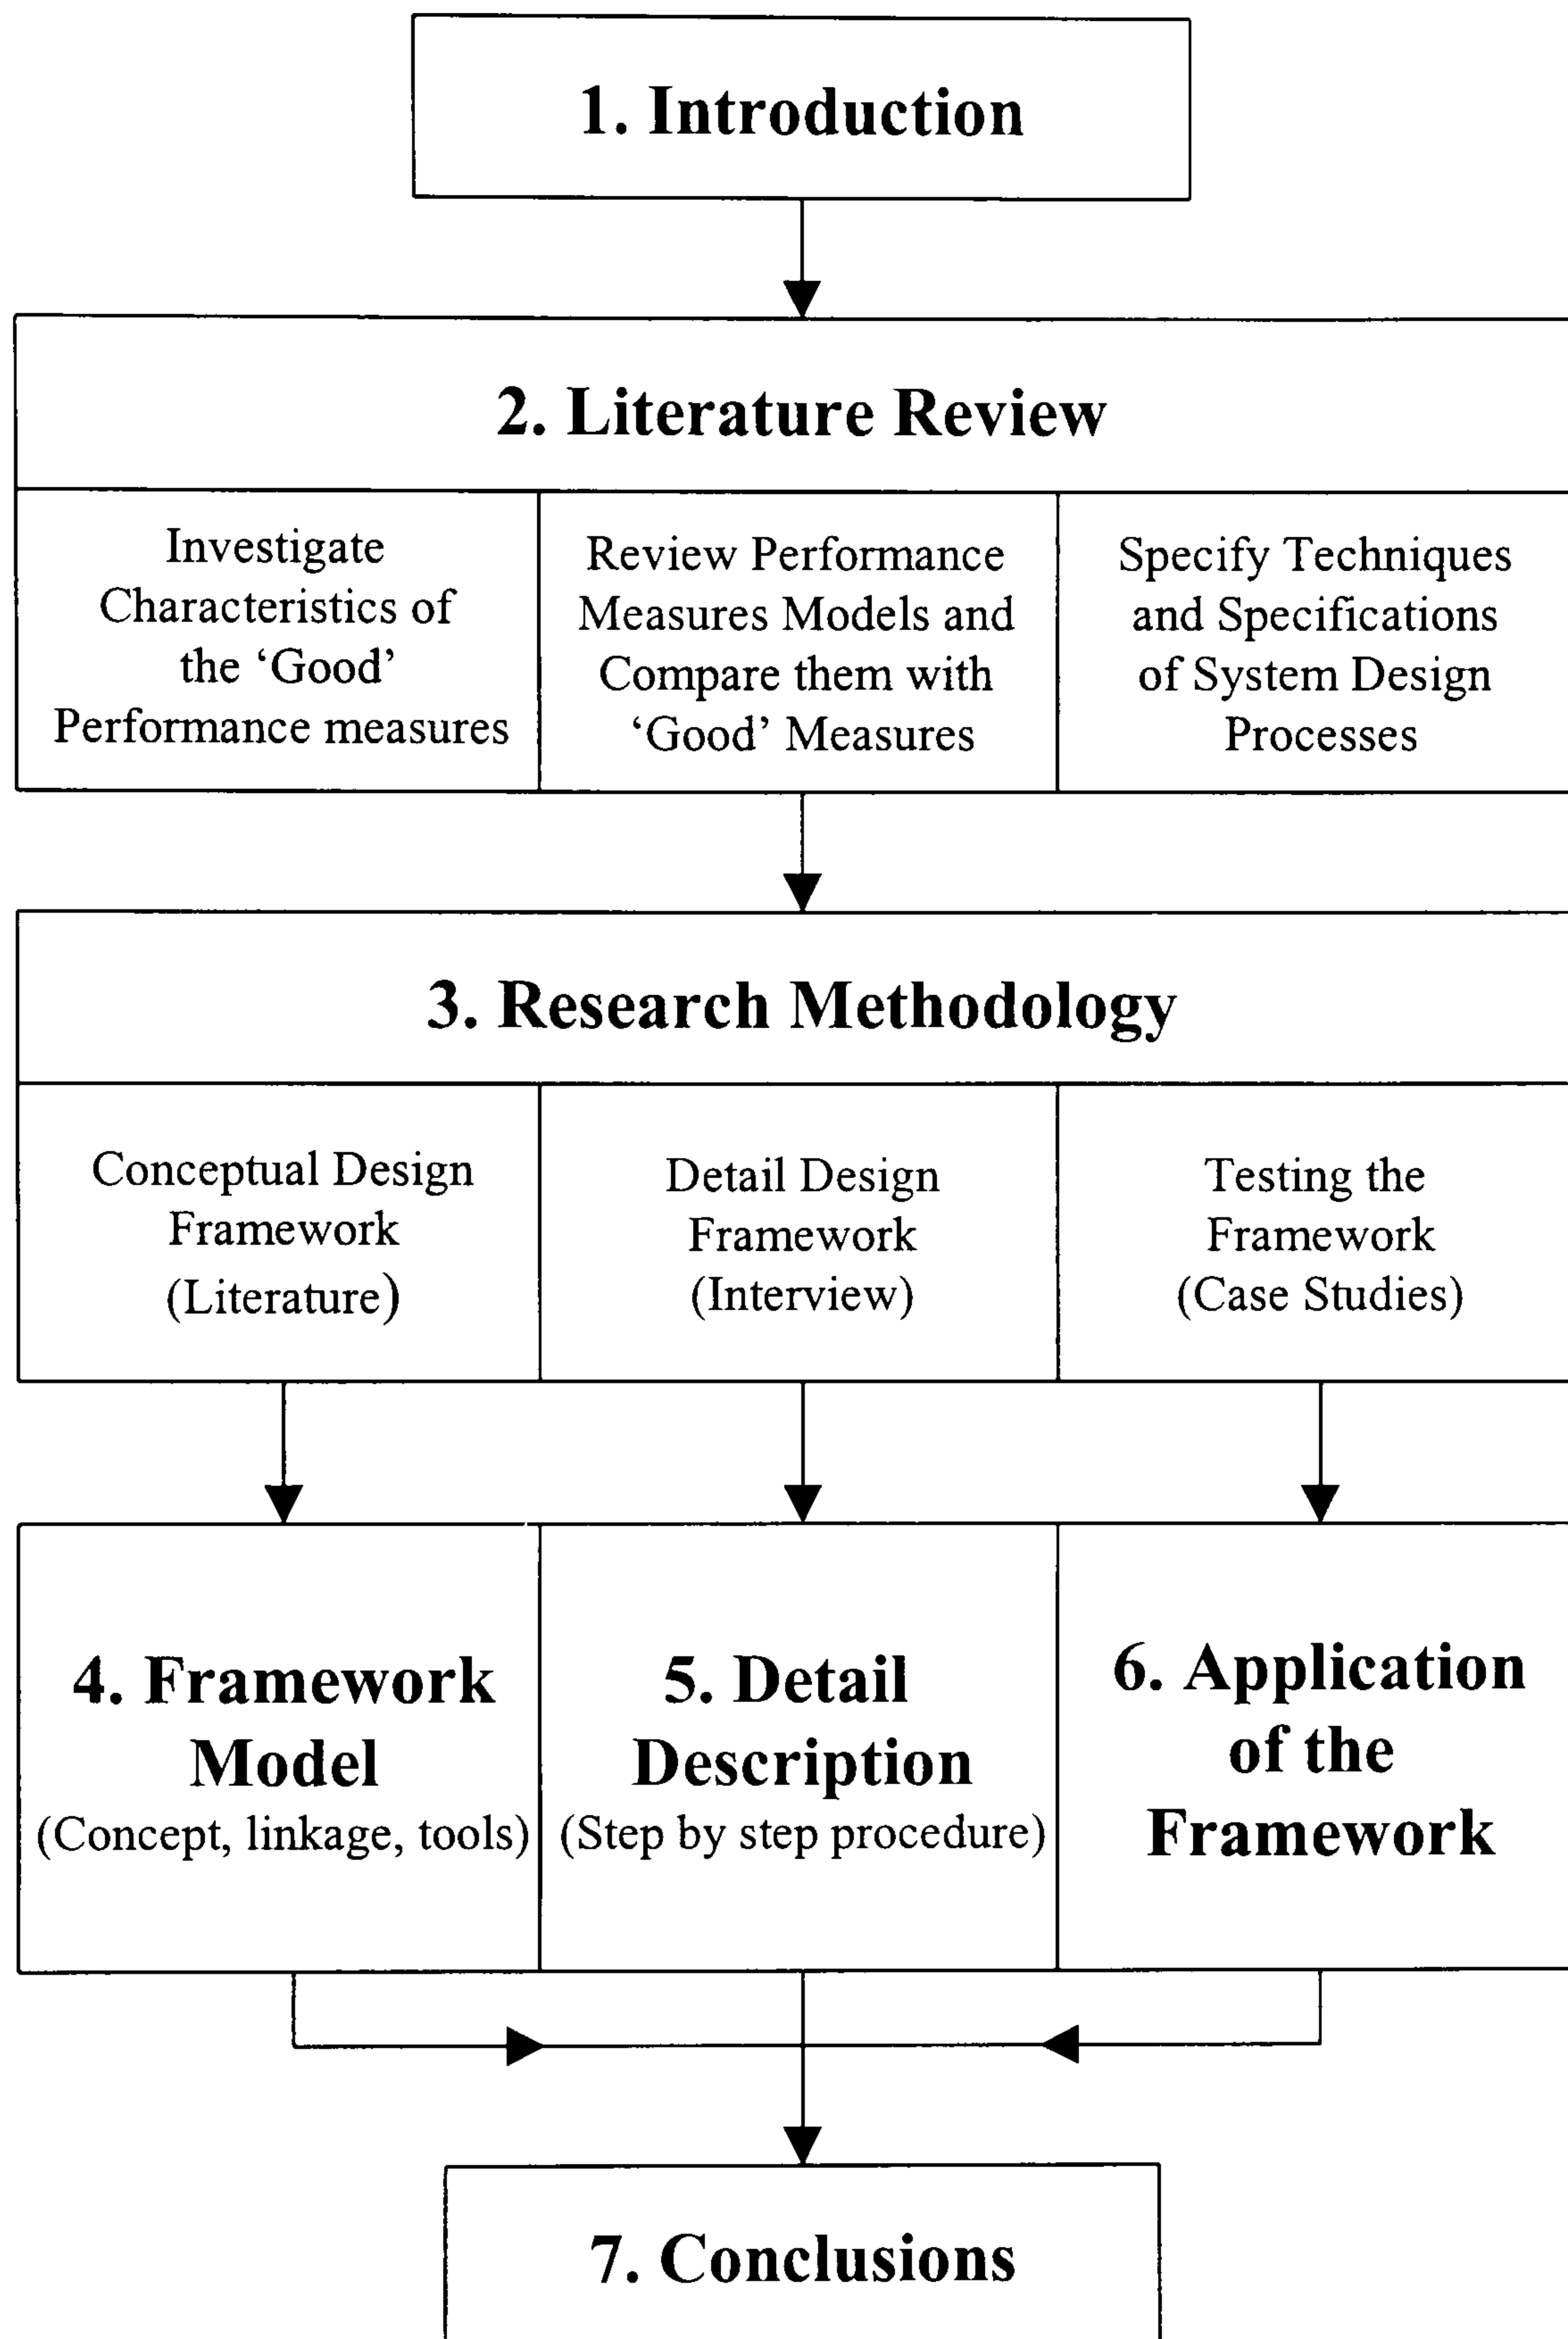 1. Introduction
2. Literature Review
Investigate
Characteristics of
the ‘Good’
Performance measures
Review Performance
Measures Models and
Compare them with
‘Good’ Measures
Specify Techniques
and Specifications
of System Design
Processes
3. Research Methodology
Conceptual Design
Framework
(Literature)
Detail Design
Framework
(Interview)
Testing the
Framework
(Case Studies)
4. Framework
Model
(Concept, linkage, tools)
5. Detail
Description
(Step by step procedure)
6. Application
of the
Framework
7. Conclusions